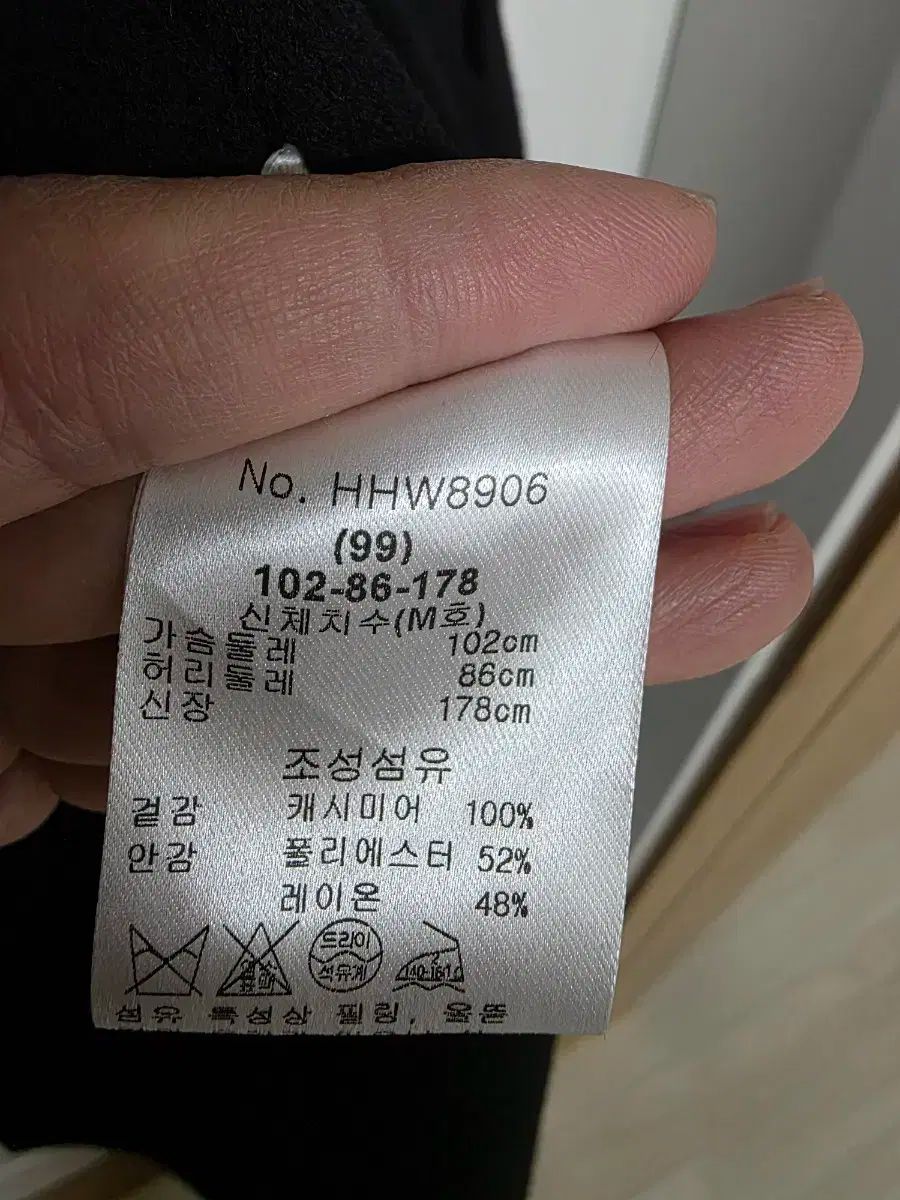 No. HHW8906
(99)
102-86-178
신체치수(M호)
가슴둘레 102cm
허리둘레 86cm
신장 178cm
조성섬유
겉감 캐시미어 100%
안감 폴리에스터 52%
레이온 48%
드라이
석유계
섬유 특성상 필링, 올뜯